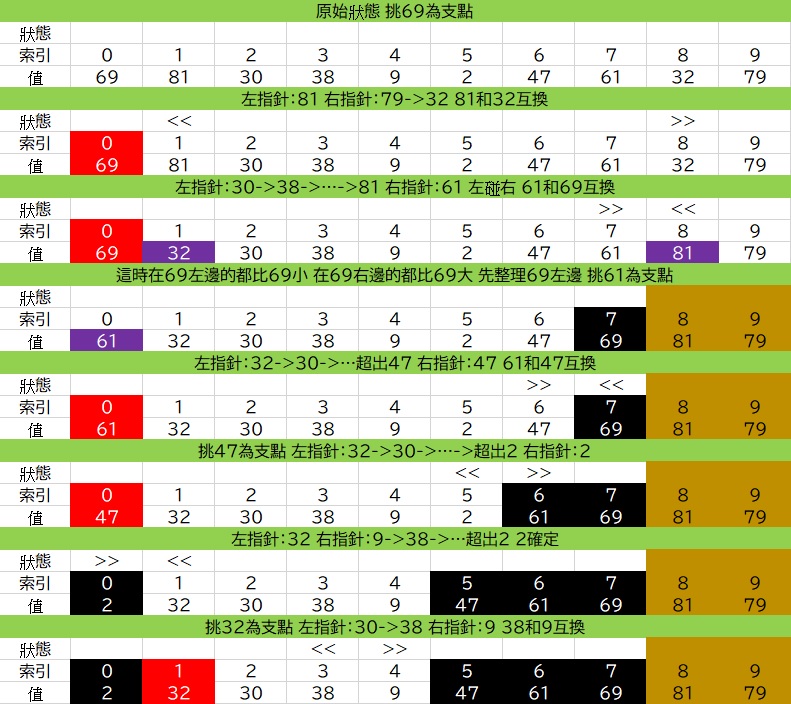 原始狀態 挑69為支點
狀態
索引 0 1 2 3 4 5 6 7 8 9
值 69 81 30 38 9 2 47 61 32 79
左指針:81 右指針:79->32 81和32互換
狀態 << >>
索引 0 1 2 3 4 5 6 7 8 9
值 69 81 30 38 9 2 47 61 32 79
左指針:30->38->…->81 右指針:61 左碰右 61和69互換
狀態 >> <<
索引 0 1 2 3 4 5 6 7 8 9
值 69 32 30 38 9 2 47 61 81 79
這時在69左邊的都比69小 在69右邊的都比69大 先整理69左邊 挑61為支點
狀態
索引 0 1 2 3 4 5 6 7 8 9
值 61 32 30 38 9 2 47 69 81 79
左指針:32->30->…超出47 右指針:47 61和47互換
狀態 >> <<
索引 0 1 2 3 4 5 6 7 8 9
值 61 32 30 38 9 2 47 69 81 79
挑47為支點 左指針:32->30->…->超出2 右指針:2
狀態 << >>
索引 0 1 2 3 4 5 6 7 8 9
值 47 32 30 38 9 2 61 69 81 79
左指針:32 右指針:9->38->…超出2 2確定
狀態 >> <<
索引 0 1 2 3 4 5 6 7 8 9
值 2 32 30 38 9 47 61 69 81 79
挑32為支點 左指針:30->38 右指針:9 38和9互換
狀態 << >>
索引 0 1 2 3 4 5 6 7 8 9
值 2 32 30 38 9 47 61 69 81 79